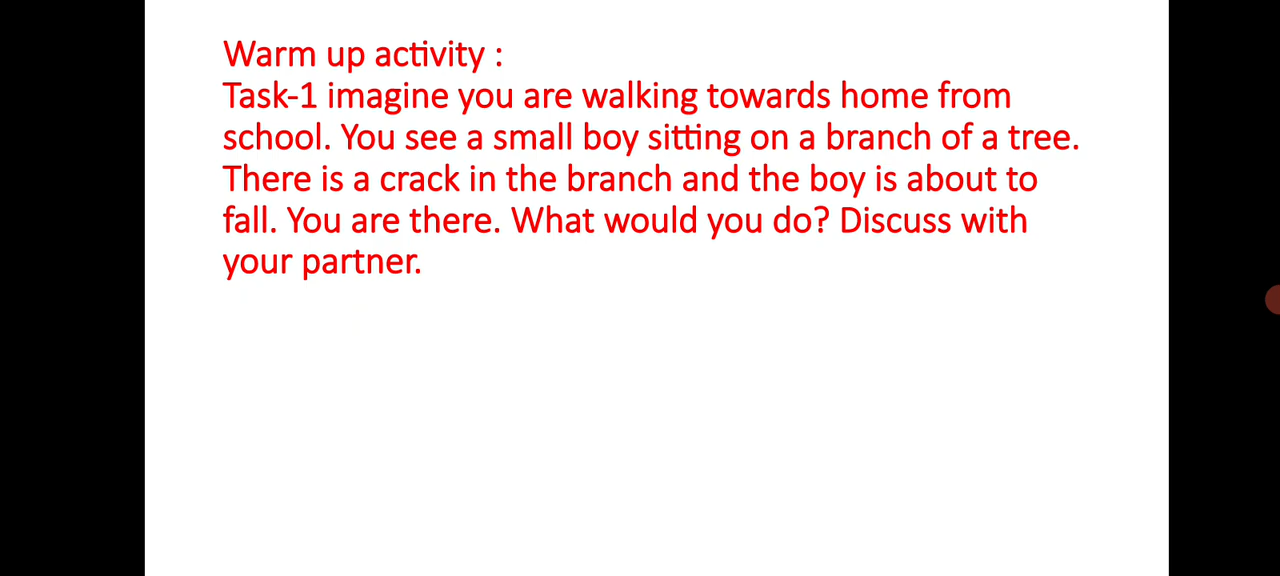 Warm up activity :
Task-1 imagine you are walking towards home from
school. You see a small boy sitting on a branch of a tree.
There is a crack in the branch and the boy is about to
fall. You are there. What would you do? Discuss with
your partner.